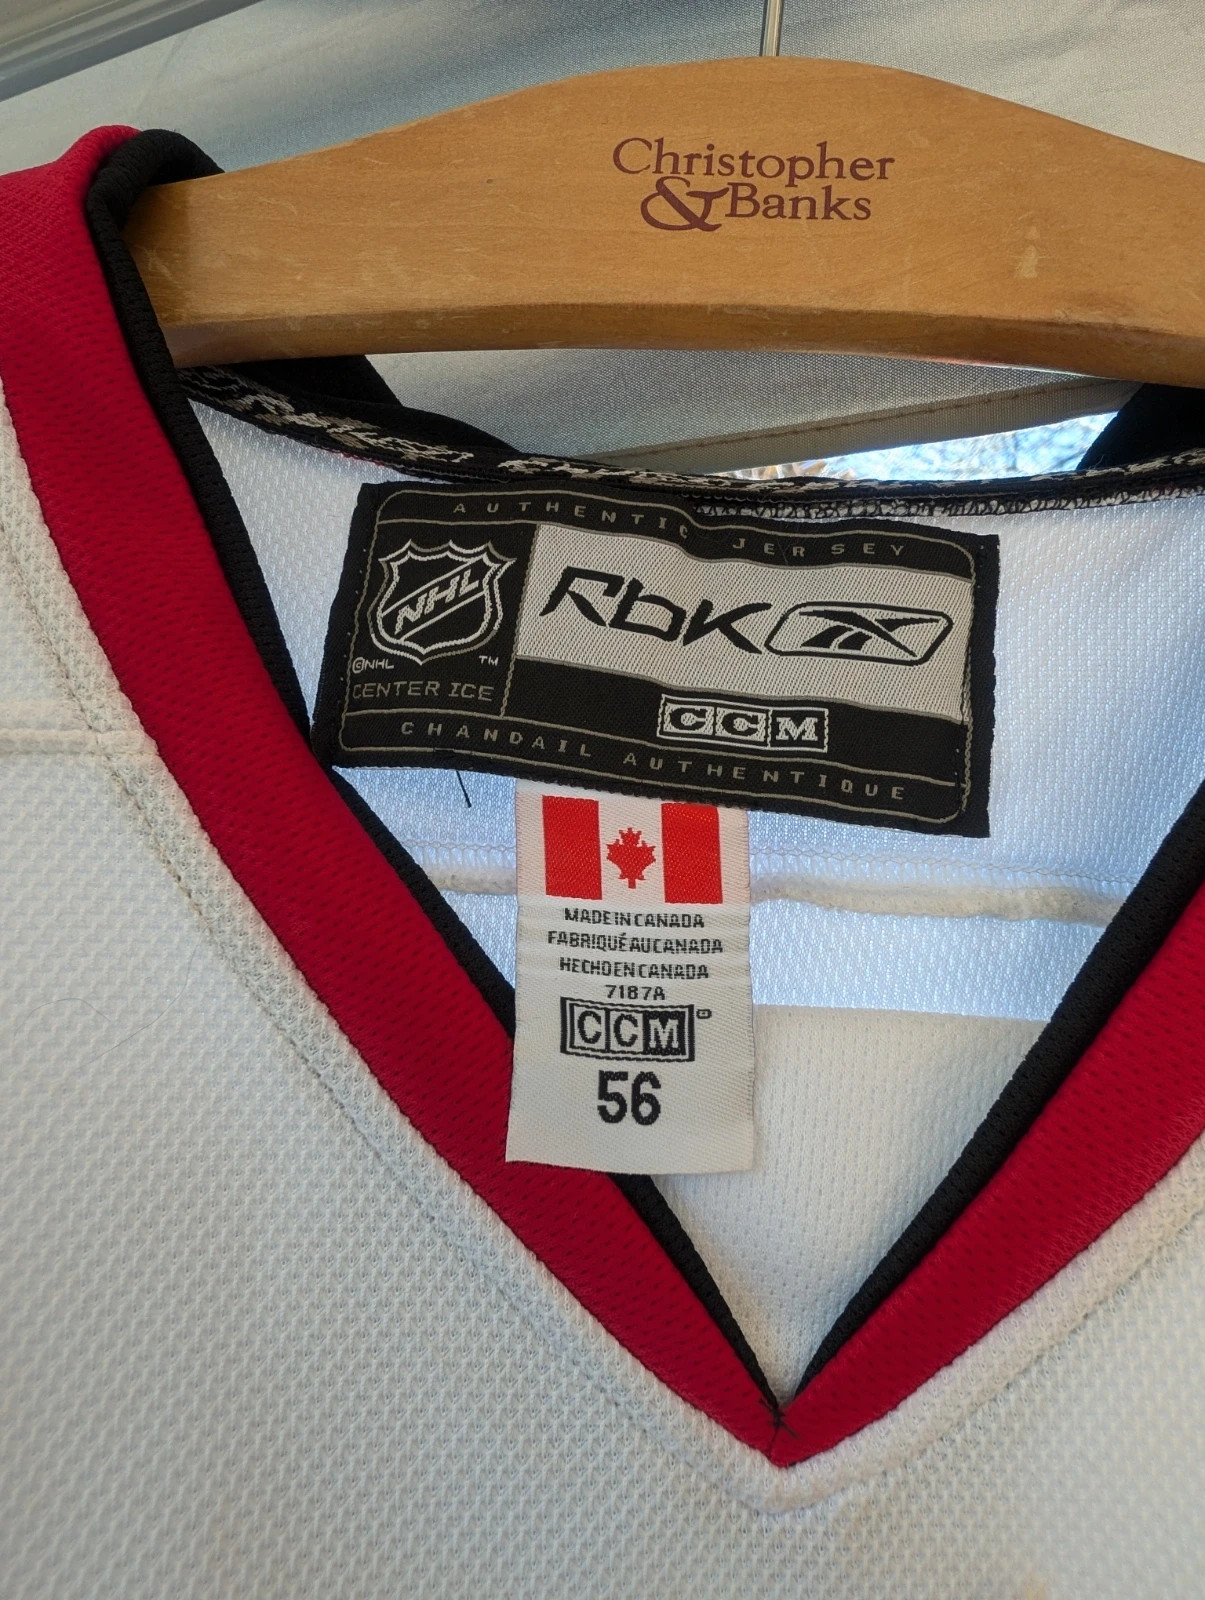 Christopher
& Banks
AUTHENTIC JERSEY
NHL
Rbk
©NHL ™
CENTER ICE
CCM
CHANDAIL AUTHENTIQUE
MADE IN CANADA
FABRIQUÉ AU CANADA
HECHO EN CANADA
7187A
CCM
56